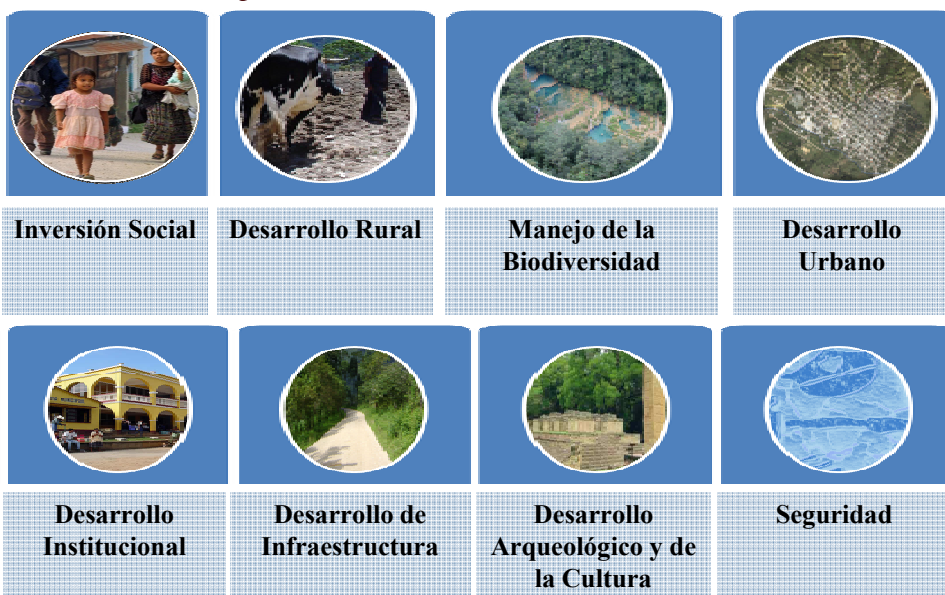 Inversión Social
Desarrollo Rural
Manejo de la
Biodiversidad
Desarrollo
Urbano
Desarrollo
Institucional
Desarrollo de
Infraestructura
Desarrollo
Arqueológico y de
la Cultura
Seguridad